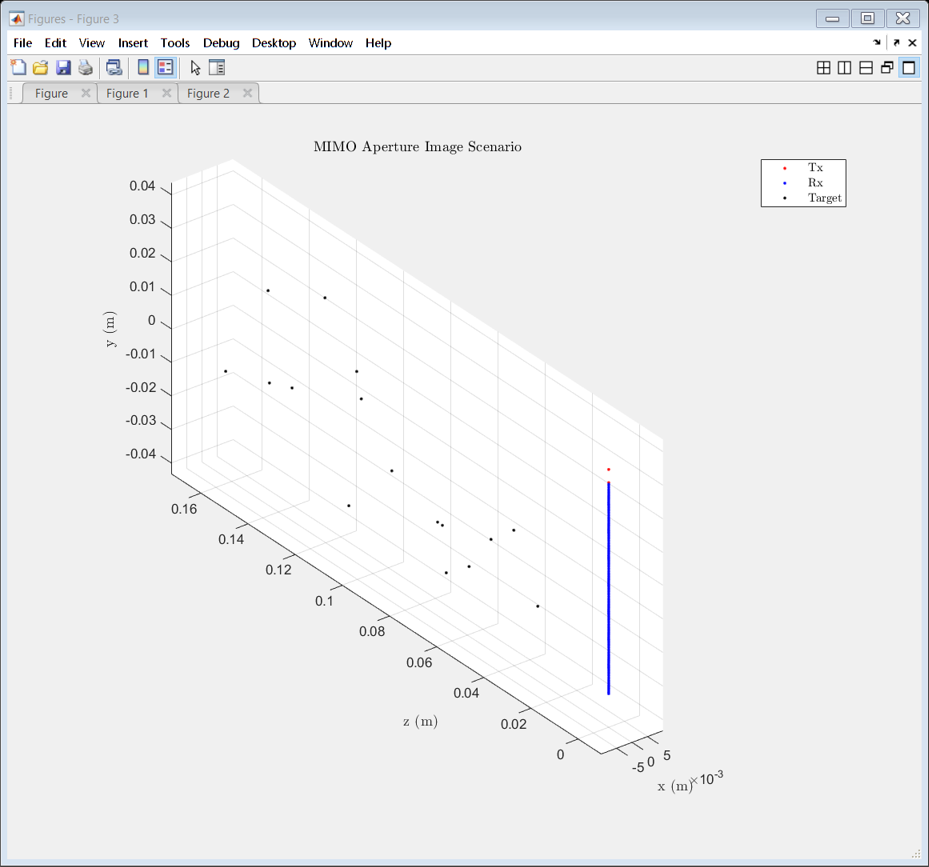 Figures - Figure 3
File Edit View Insert Tools Debug Desktop Window Help
Figure Figure 1 Figure 2
MIMO Aperture Image Scenario
Tx
Rx
Target
0.04
0.03
0.02
0.01
0
-0.01
-0.02
-0.03
-0.04
y (m)
0.16
0.14
0.12
0.1
0.08
0.06
0.04
0.02
0
z (m)
-5 0 5
×10-3
x (m)